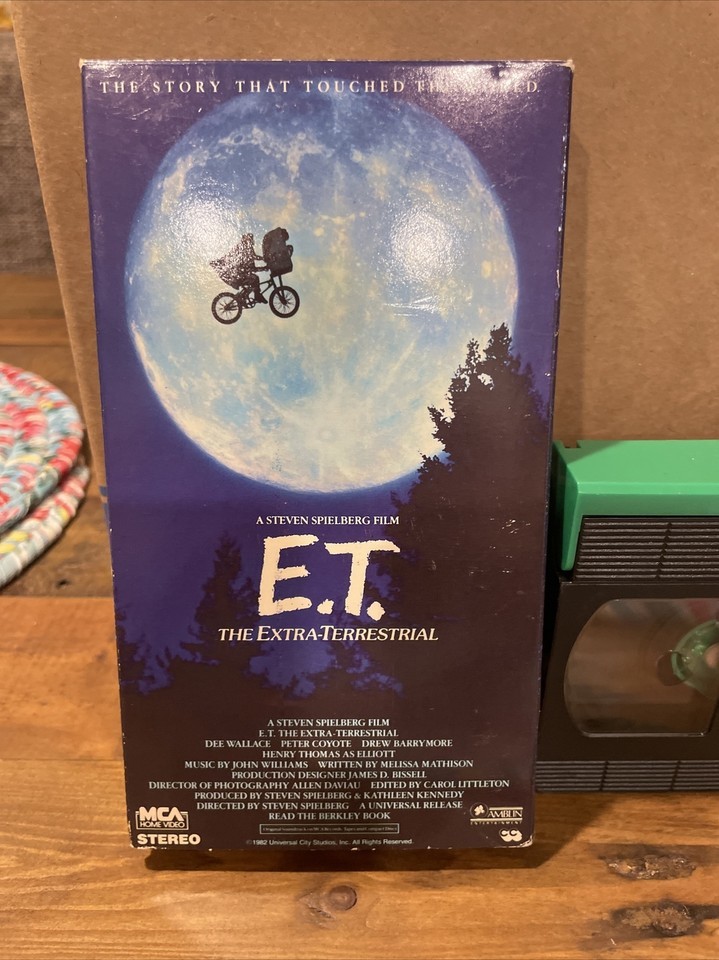 THE STORY THAT TOUCHED THE WORLD
A STEVEN SPIELBERG FILM
E.T.
THE EXTRA-TERRESTRIAL
A STEVEN SPIELBERG FILM
E.T. THE EXTRA-TERRESTRIAL
DEE WALLACE PETER COYOTE DREW BARRYMORE
HENRY THOMAS AS ELLIOTT
MUSIC BY JOHN WILLIAMS WRITTEN BY MELISSA MATHISON
PRODUCTION DESIGNER JAMES D. BISSELL
DIRECTOR OF PHOTOGRAPHY ALLEN DAVIAU EDITED BY CAROL LITTLETON
PRODUCED BY STEVEN SPIELBERG & KATHLEEN KENNEDY
DIRECTED BY STEVEN SPIELBERG A UNIVERSAL RELEASE
READ THE BERKLEY BOOK
MCA
HOME VIDEO
STEREO
AMBLIN
ENTERTAINMENT
©1982 Universal City Studios, Inc. All Rights Reserved.